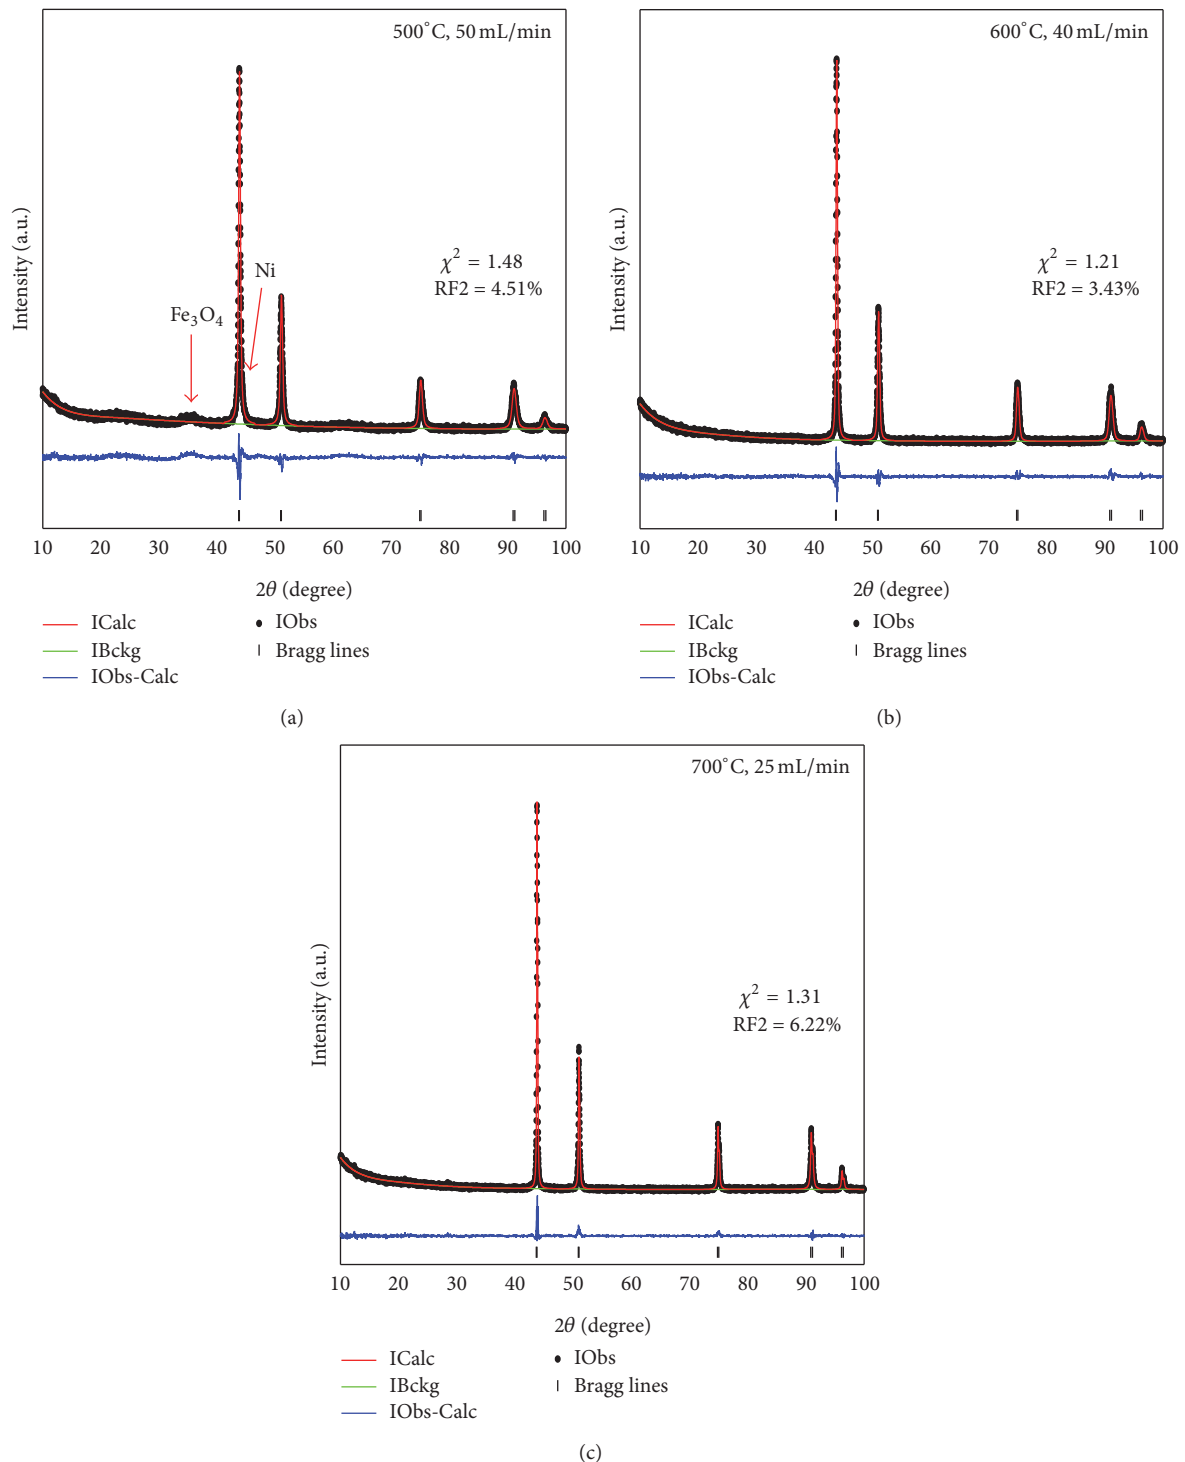 500°C, 50 mL/min
Intensity (a.u.)
χ² = 1.48
RF2 = 4.51%
Ni
Fe₃O₄
10 20 30 40 50 60 70 80 90 100
2θ (degree)
ICalc
IBckg
IObs-Calc
IObs
Bragg lines
(a)
600°C, 40 mL/min
Intensity (a.u.)
χ² = 1.21
RF2 = 3.43%
10 20 30 40 50 60 70 80 90 100
2θ (degree)
ICalc
IBckg
IObs-Calc
IObs
Bragg lines
(b)
700°C, 25 mL/min
Intensity (a.u.)
χ² = 1.31
RF2 = 6.22%
10 20 30 40 50 60 70 80 90 100
2θ (degree)
ICalc
IBckg
IObs-Calc
IObs
Bragg lines
(c)